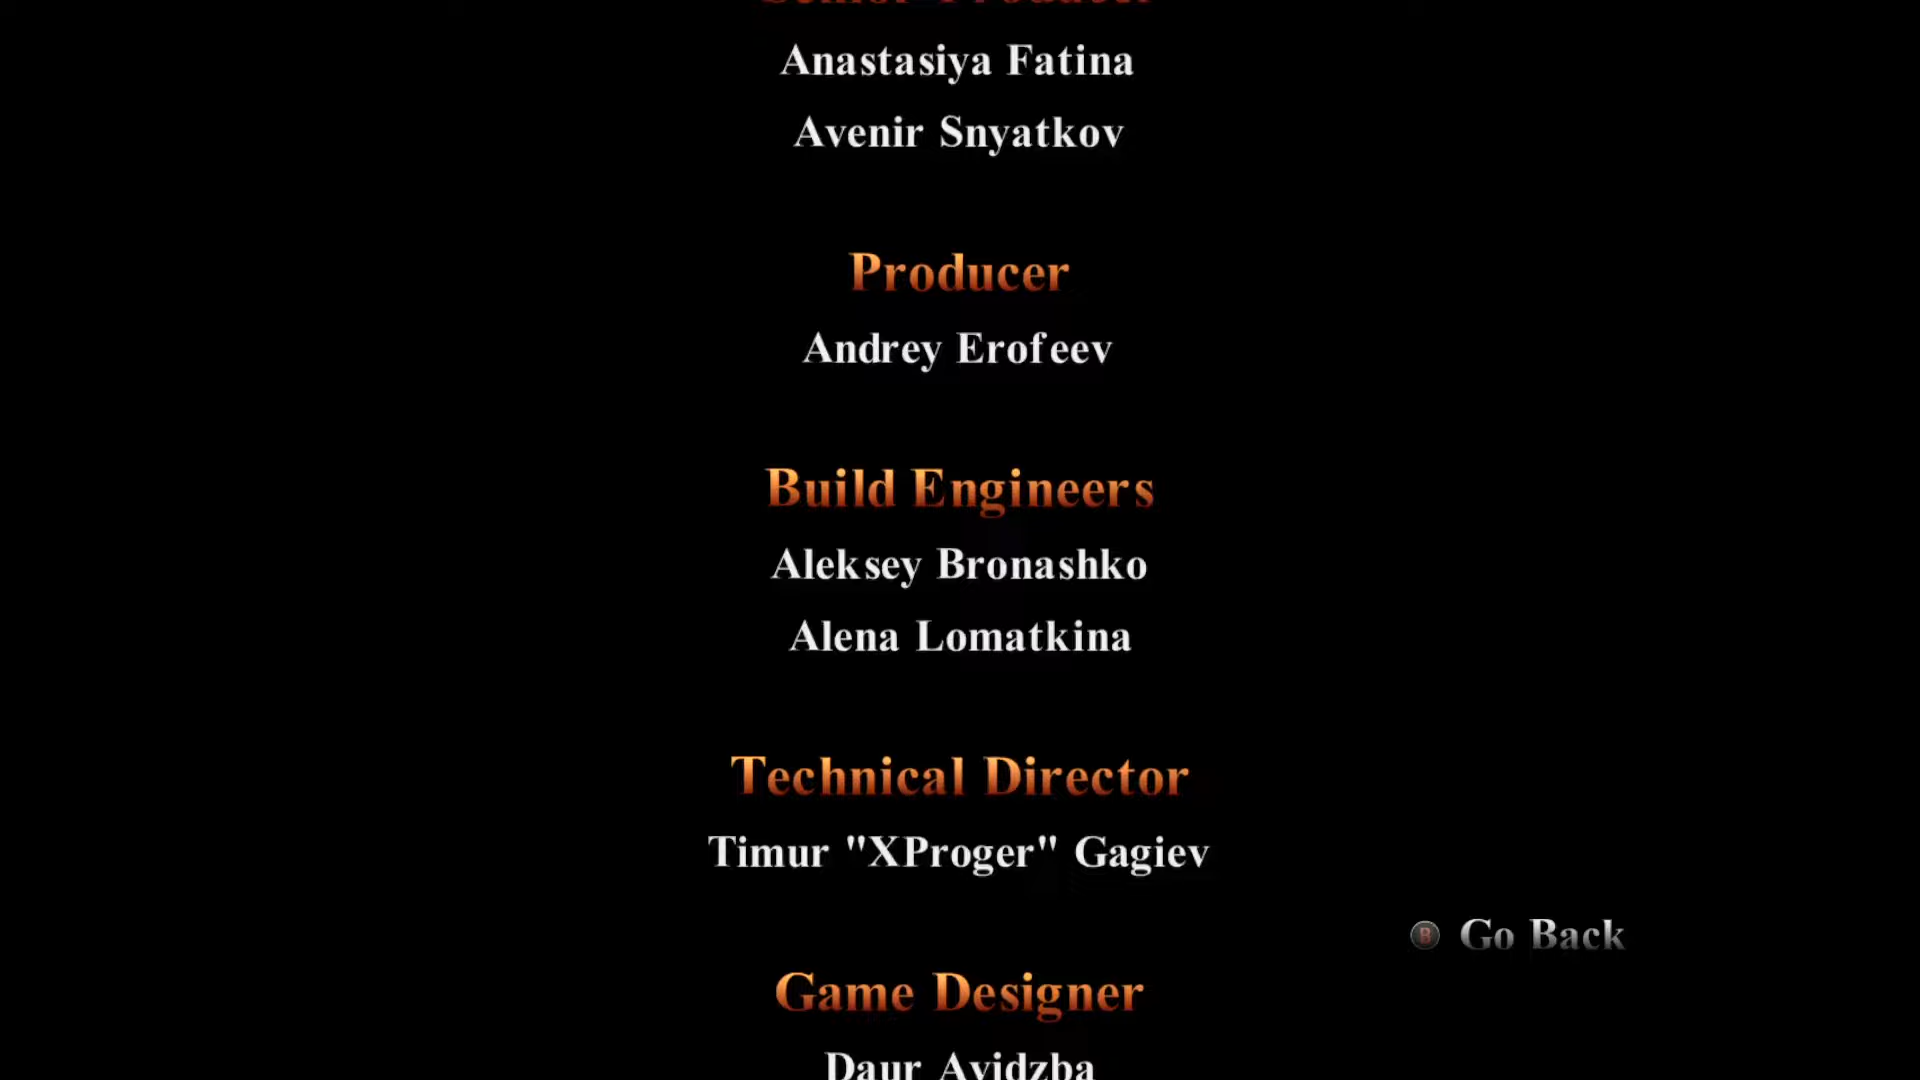 Anastasiya Fatina
Avenir Snyatkov
Producer
Andrey Erofeev
Build Engineers
Aleksey Bronashko
Alena Lomatkina
Technical Director
Timur "XProger" Gagiev
B Go Back
Game Designer
Daur Avidzba